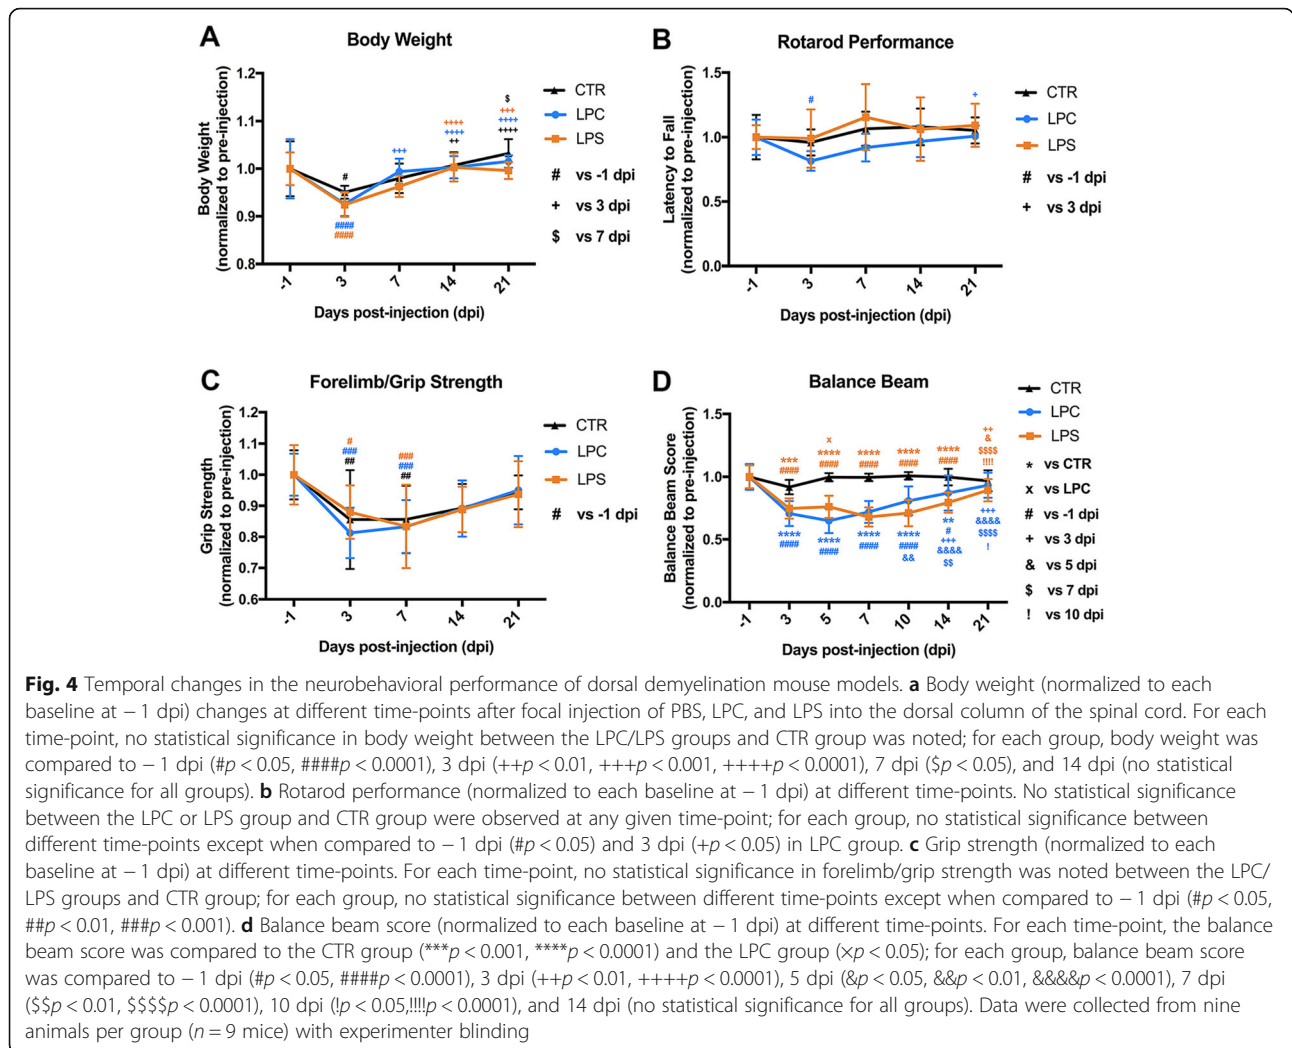 A
Body Weight
Body Weight
(normalized to pre-injection)
1.2
1.1
1.0
0.9
0.8
#
####
####
+++
++++
++++
++
$
+++
++++
++++
-1
3
7
14
21
Days post-injection (dpi)
CTR
LPC
LPS
# vs -1 dpi
+ vs 3 dpi
$ vs 7 dpi
B
Rotarod Performance
Latency to Fall
(normalized to pre-injection)
1.5
1.0
0.5
0.0
#
+
-1
3
7
14
21
Days post-injection (dpi)
CTR
LPC
LPS
# vs -1 dpi
+ vs 3 dpi
C
Forelimb/Grip Strength
Grip Strength
(normalized to pre-injection)
1.2
1.1
1.0
0.9
0.8
0.7
0.6
#
###
##
###
###
##
-1
3
7
14
21
Days post-injection (dpi)
CTR
LPC
LPS
# vs -1 dpi
D
Balance Beam
Balance Beam Score
(normalized to pre-injection)
1.5
1.0
0.5
0.0
***
####
x
****
####
****
####
****
####
****
####
++
&
$$$$
!!!!
****
####
****
####
****
####
****
####
&&
**
#
+++
&&&&
$$
+++
&&&&
$$$$
!
-1
3
5
7
10
14
21
Days post-injection (dpi)
CTR
LPC
LPS
* vs CTR
x vs LPC
# vs -1 dpi
+ vs 3 dpi
& vs 5 dpi
$ vs 7 dpi
! vs 10 dpi
Fig. 4 Temporal changes in the neurobehavioral performance of dorsal demyelination mouse models. a Body weight (normalized to each
baseline at − 1 dpi) changes at different time-points after focal injection of PBS, LPC, and LPS into the dorsal column of the spinal cord. For each
time-point, no statistical significance in body weight between the LPC/LPS groups and CTR group was noted; for each group, body weight was
compared to − 1 dpi (#p < 0.05, ####p < 0.0001), 3 dpi (++p < 0.01, +++p < 0.001, ++++p < 0.0001), 7 dpi ($p < 0.05), and 14 dpi (no statistical
significance for all groups). b Rotarod performance (normalized to each baseline at − 1 dpi) at different time-points. No statistical significance
between the LPC or LPS group and CTR group were observed at any given time-point; for each group, no statistical significance between
different time-points except when compared to − 1 dpi (#p < 0.05) and 3 dpi (+p < 0.05) in LPC group. c Grip strength (normalized to each
baseline at − 1 dpi) at different time-points. For each time-point, no statistical significance in forelimb/grip strength was noted between the LPC/
LPS groups and CTR group; for each group, no statistical significance between different time-points except when compared to − 1 dpi (#p < 0.05,
##p < 0.01, ###p < 0.001). d Balance beam score (normalized to each baseline at − 1 dpi) at different time-points. For each time-point, the balance
beam score was compared to the CTR group (***p < 0.001, ****p < 0.0001) and the LPC group (×p < 0.05); for each group, balance beam score
was compared to − 1 dpi (#p < 0.05, ####p < 0.0001), 3 dpi (++p < 0.01, ++++p < 0.0001), 5 dpi (&p < 0.05, &&p < 0.01, &&&&p < 0.0001), 7 dpi
($$p < 0.01, $$$$p < 0.0001), 10 dpi (!p < 0.05,!!!!p < 0.0001), and 14 dpi (no statistical significance for all groups). Data were collected from nine
animals per group (n = 9 mice) with experimenter blinding